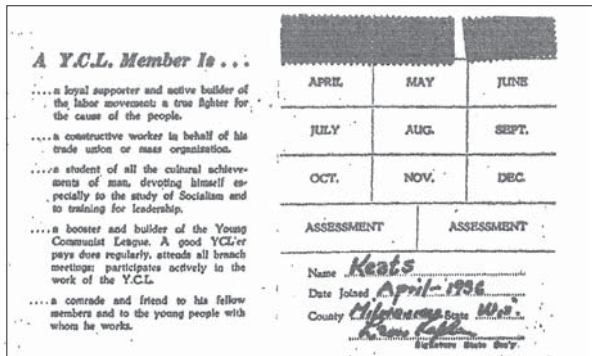 A Y.C.L. Member Is . . .
. . . . a loyal supporter and active builder of
the labor movement: a true fighter for
the cause of the people.
. . . . a constructive worker in behalf of his
trade union or mass organization.
. . . . a student of all the cultural achieve-
ments of man, devoting himself es-
pecially to the study of Socialism and
to training for leadership.
. . . . a booster and builder of the Young
Communist League. A good YCL'er
pays dues regularly, attends all branch
meetings: participates actively in the
work of the Y.C.L.
. . . . a comrade and friend to his fellow
members and to the young people with
whom he works.
APRIL MAY JUNE
JULY AUG. SEPT.
OCT. NOV. DEC.
ASSESSMENT ASSESSMENT
Name Keats
Date Joined April-1936
County Milwaukee State Wis.
Signature State Sec'y.